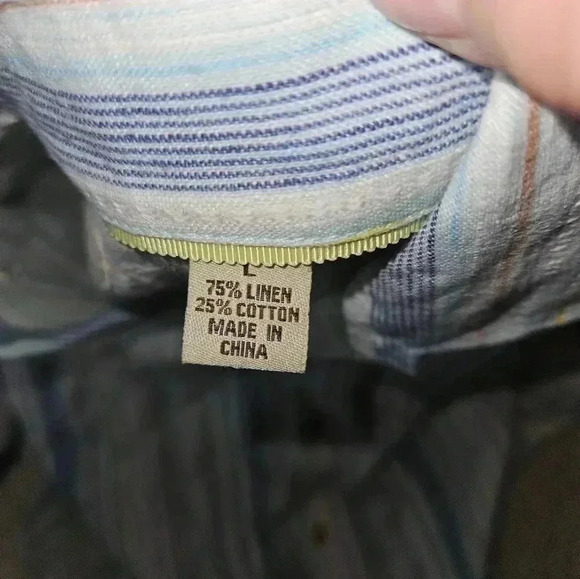 L
75% LINEN
25% COTTON
MADE IN
CHINA